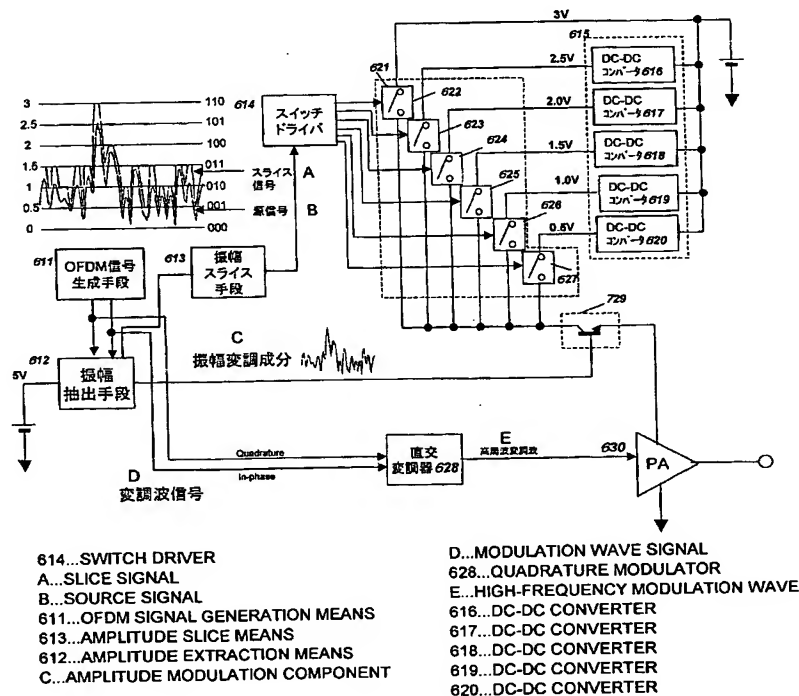 3V
621
615
2.5V
DC-DC
コンバータ616
622
614
スイッチ
ドライバ
3
110
2.5
101
2
100
1.5
011
スライス
信号
1
010
0.5
001
源信号
0
000
A
B
623
2.0V
DC-DC
コンバータ617
624
1.5V
DC-DC
コンバータ618
625
1.0V
DC-DC
コンバータ619
626
0.5V
DC-DC
コンバータ620
627
611
OFDM信号
生成手段
613
振幅
スライス
手段
729
C
振幅変調成分
612
5V
振幅
抽出手段
Quadrature
In-phase
D
変調波信号
直交
変調器628
E
高周波変調波
630
PA
614...SWITCH DRIVER
A...SLICE SIGNAL
B...SOURCE SIGNAL
611...OFDM SIGNAL GENERATION MEANS
613...AMPLITUDE SLICE MEANS
612...AMPLITUDE EXTRACTION MEANS
C...AMPLITUDE MODULATION COMPONENT
D...MODULATION WAVE SIGNAL
628...QUADRATURE MODULATOR
E...HIGH-FREQUENCY MODULATION WAVE
616...DC-DC CONVERTER
617...DC-DC CONVERTER
618...DC-DC CONVERTER
619...DC-DC CONVERTER
620...DC-DC CONVERTER